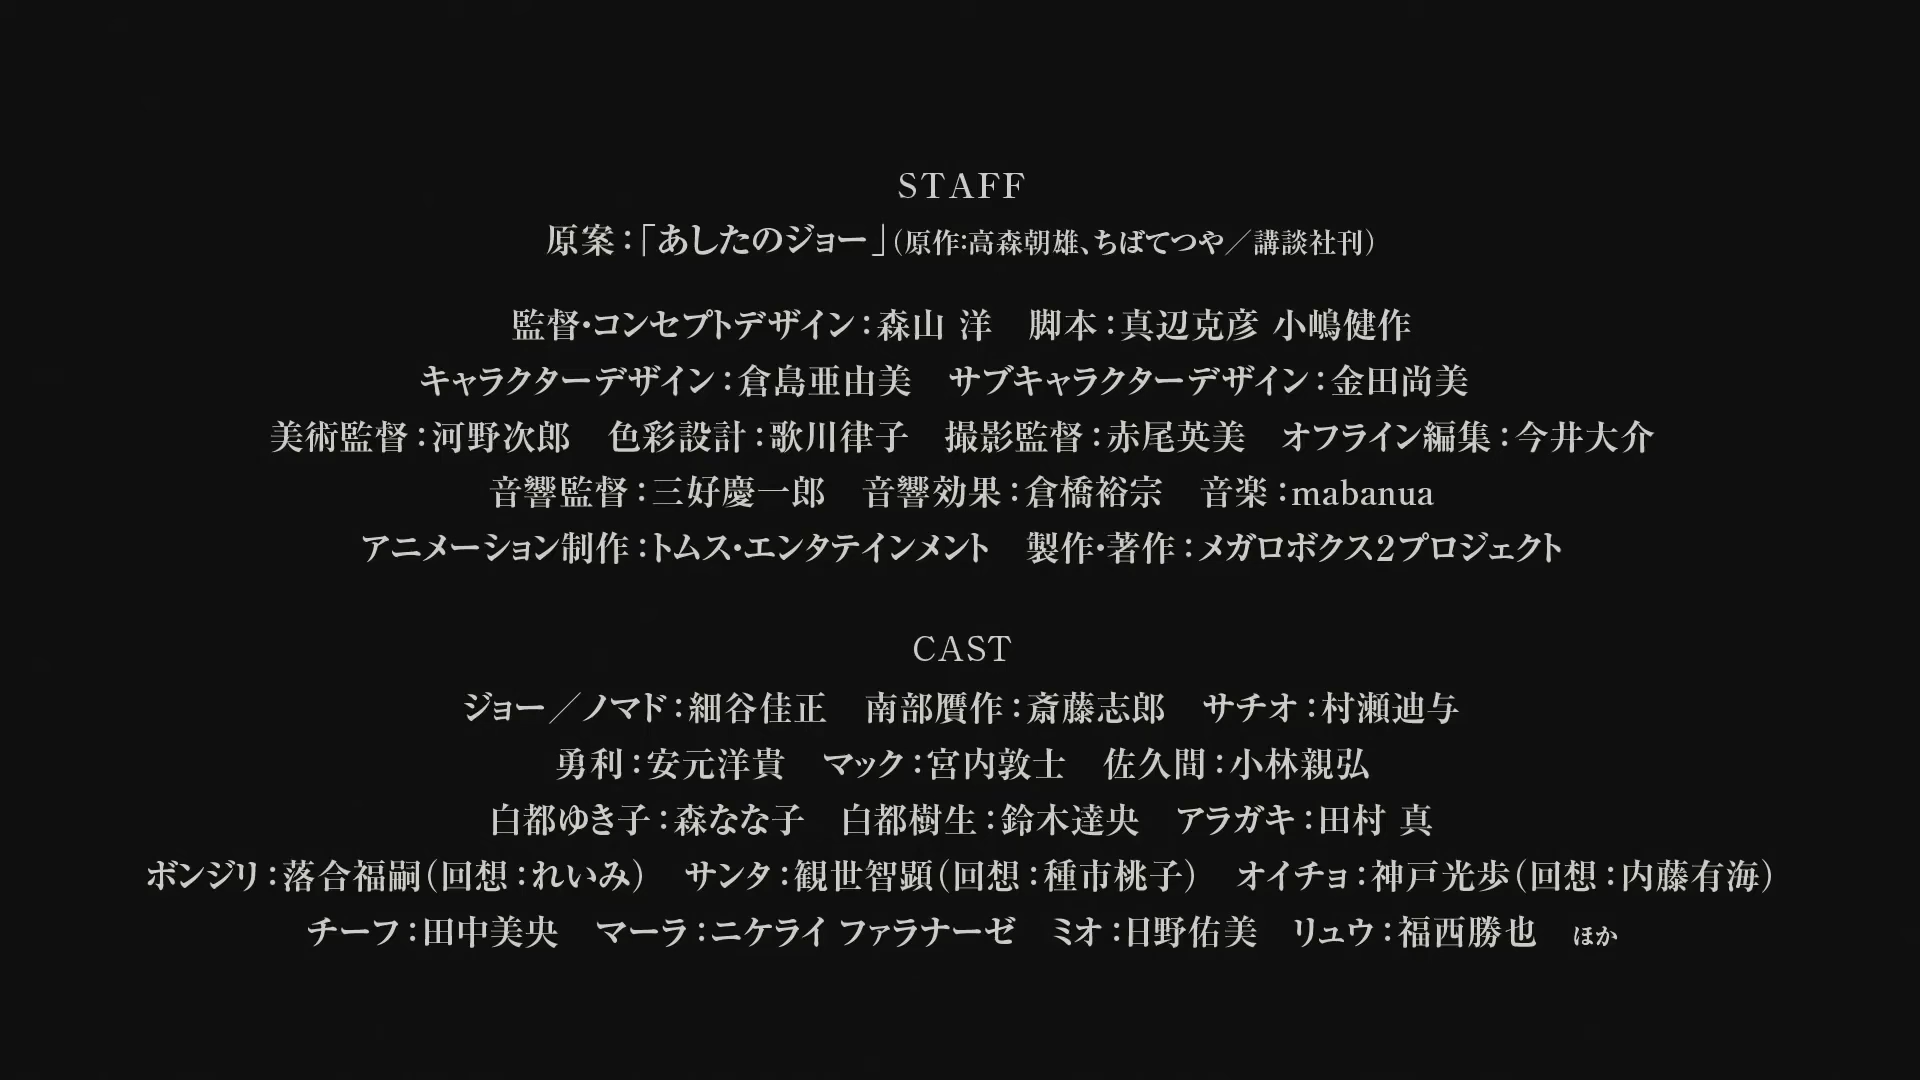 STAFF
原案：「あしたのジョー」（原作：高森朝雄、ちばてつや／講談社刊）
監督・コンセプトデザイン：森山 洋　脚本：真辺克彦 小嶋健作
キャラクターデザイン：倉島亜由美　サブキャラクターデザイン：金田尚美
美術監督：河野次郎　色彩設計：歌川律子　撮影監督：赤尾英美　オフライン編集：今井大介
音響監督：三好慶一郎　音響効果：倉橋裕宗　音楽：mabanua
アニメーション制作：トムス・エンタテインメント　製作・著作：メガロボクス2プロジェクト
CAST
ジョー／ノマド：細谷佳正　南部贋作：斎藤志郎　サチオ：村瀬迪与
勇利：安元洋貴　マック：宮内敦士　佐久間：小林親弘
白都ゆき子：森なな子　白都樹生：鈴木達央　アラガキ：田村 真
ボンジリ：落合福嗣（回想：れいみ）　サンタ：観世智顕（回想：種市桃子）　オイチョ：神戸光歩（回想：内藤有海）
チーフ：田中美央　マーラ：ニケライ ファラナーゼ　ミオ：日野佑美　リュウ：福西勝也　ほか